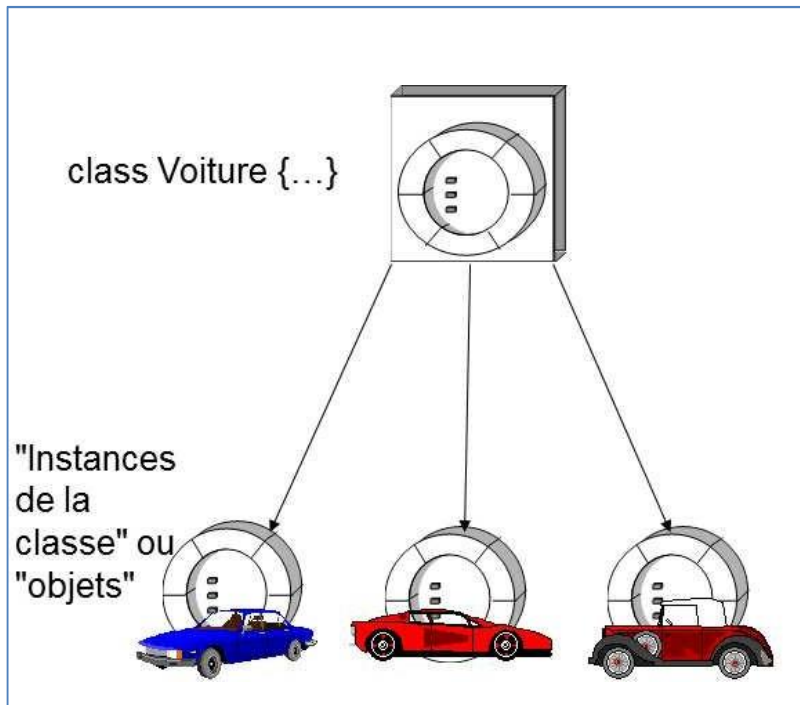 class Voiture {…}
"Instances
de la
classe" ou
"objets"